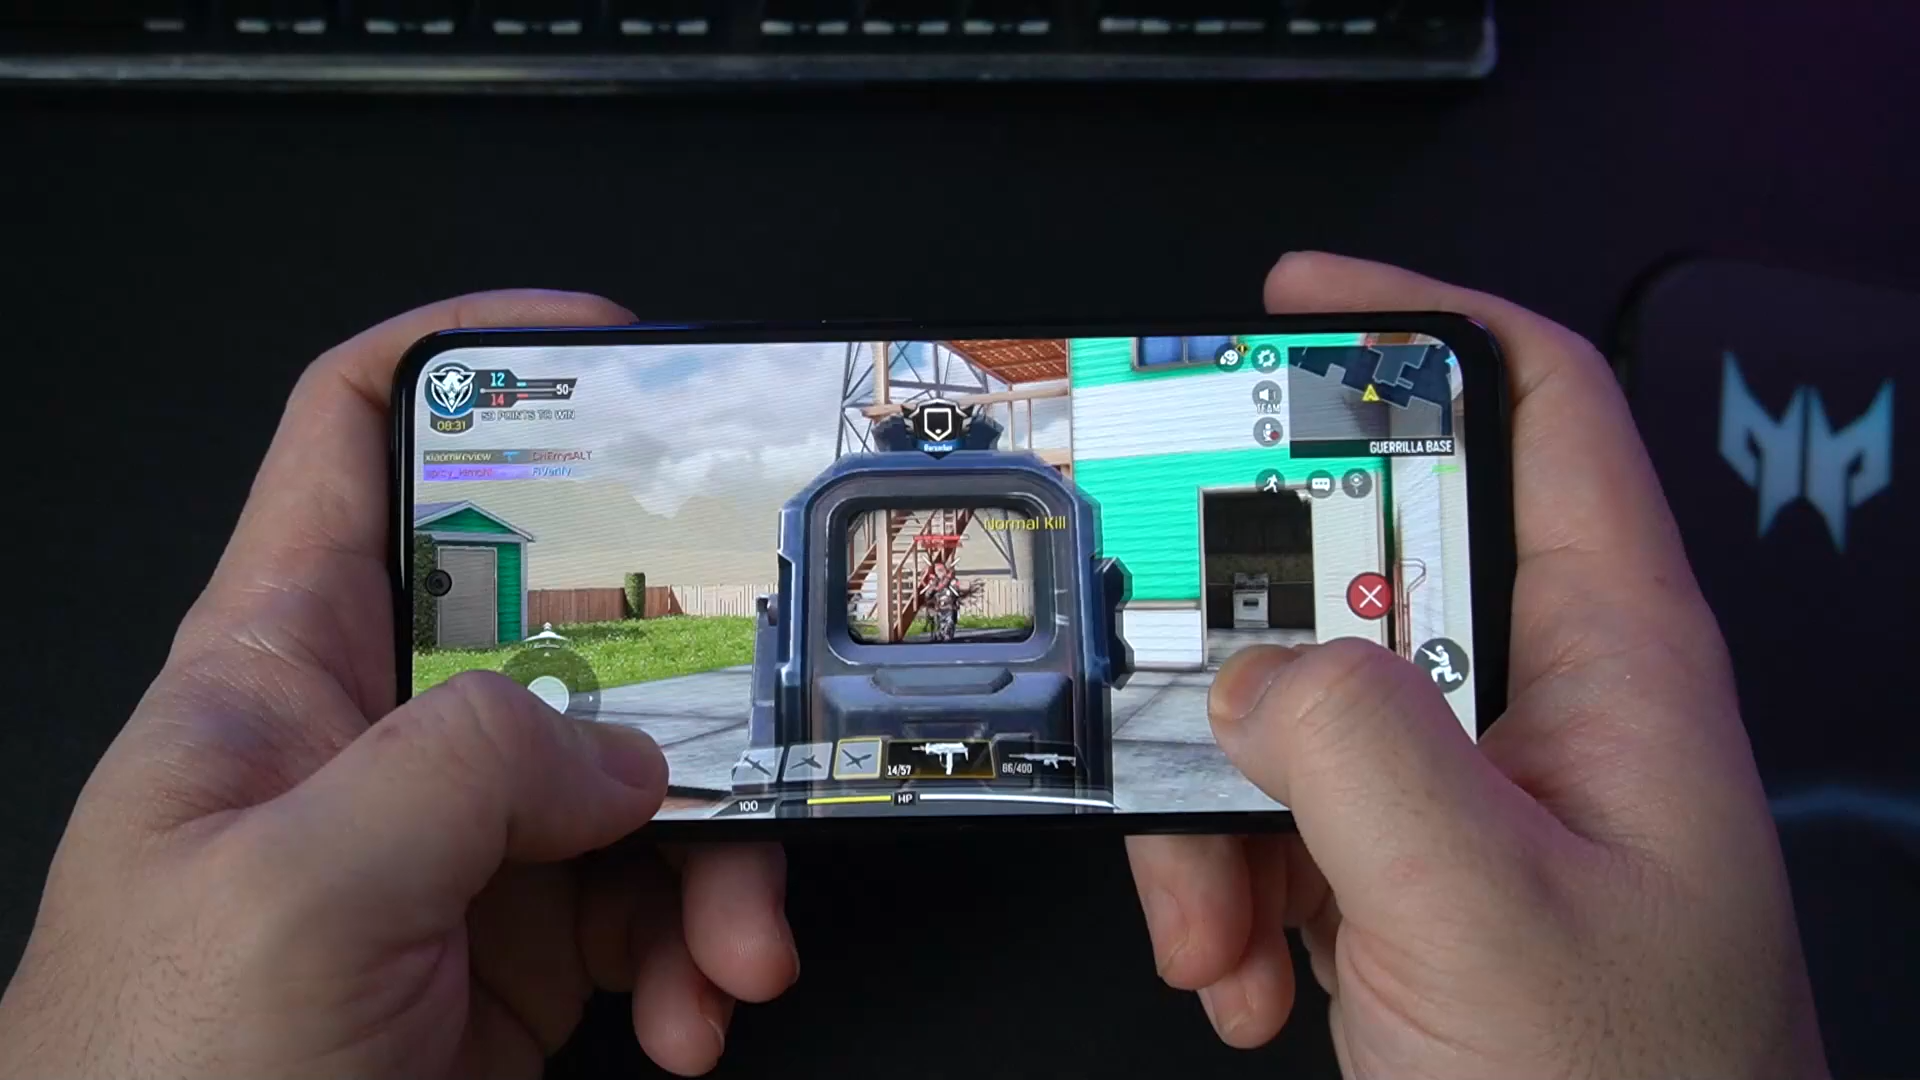 12
14
50
50 POINTS TO WIN
08:31
xiaomireview ChErrysALT
TEAM
GUERRILLA BASE
Normal Kill
Berserker
14/57
86/400
100
HP